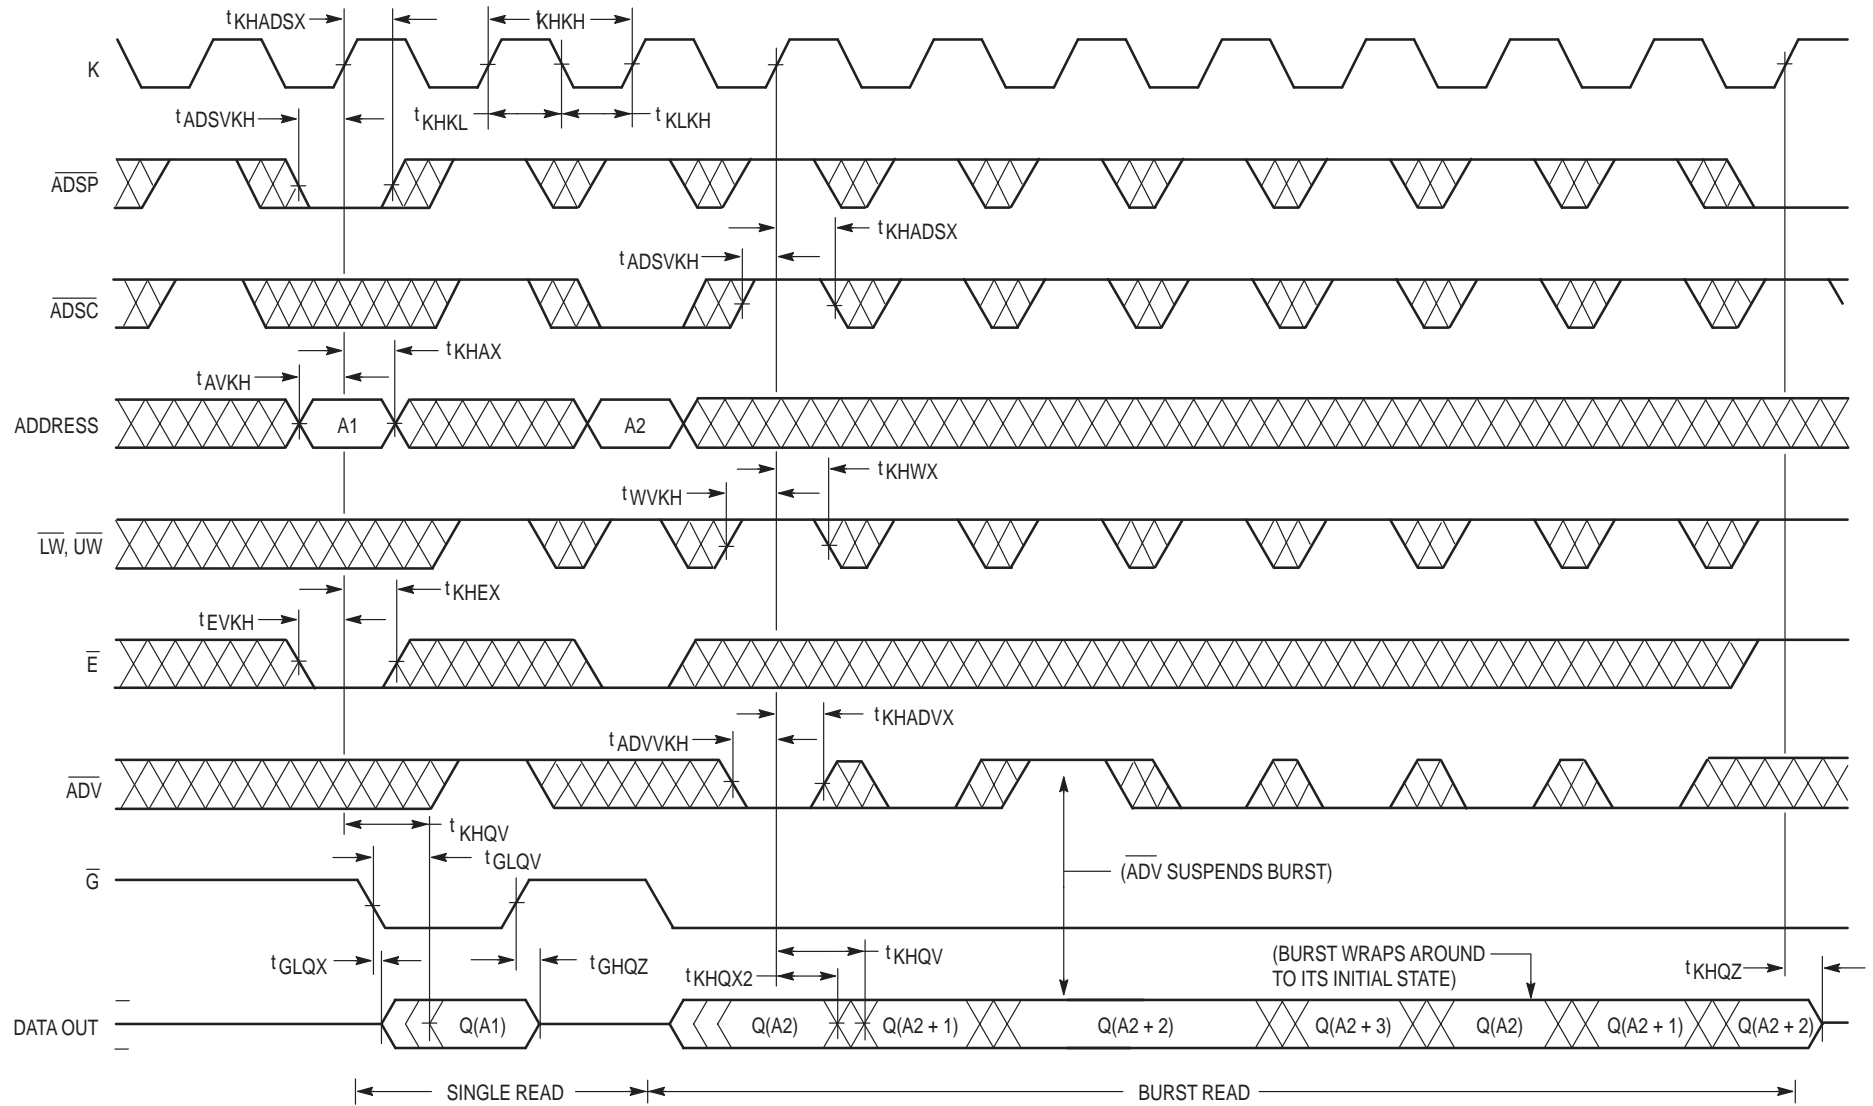 tKHADSX
tKHKH
K
tADSVKH
tKHKL
tKLKH
ADSP
tKHADSX
tADSVKH
ADSC
tKHAX
tAVKH
ADDRESS
A1
A2
tKHWX
tWVKH
LW, UW
tKHEX
tEVKH
E
tKHADVX
tADVVKH
ADV
tKHQV
tGLQV
G
(ADV SUSPENDS BURST)
tGLQX
tGHQZ
tKHQX2
tKHQV
(BURST WRAPS AROUND
TO ITS INITIAL STATE)
tKHQZ
DATA OUT
Q(A1)
Q(A2)
Q(A2 + 1)
Q(A2 + 2)
Q(A2 + 3)
Q(A2)
Q(A2 + 1)
Q(A2 + 2)
SINGLE READ
BURST READ